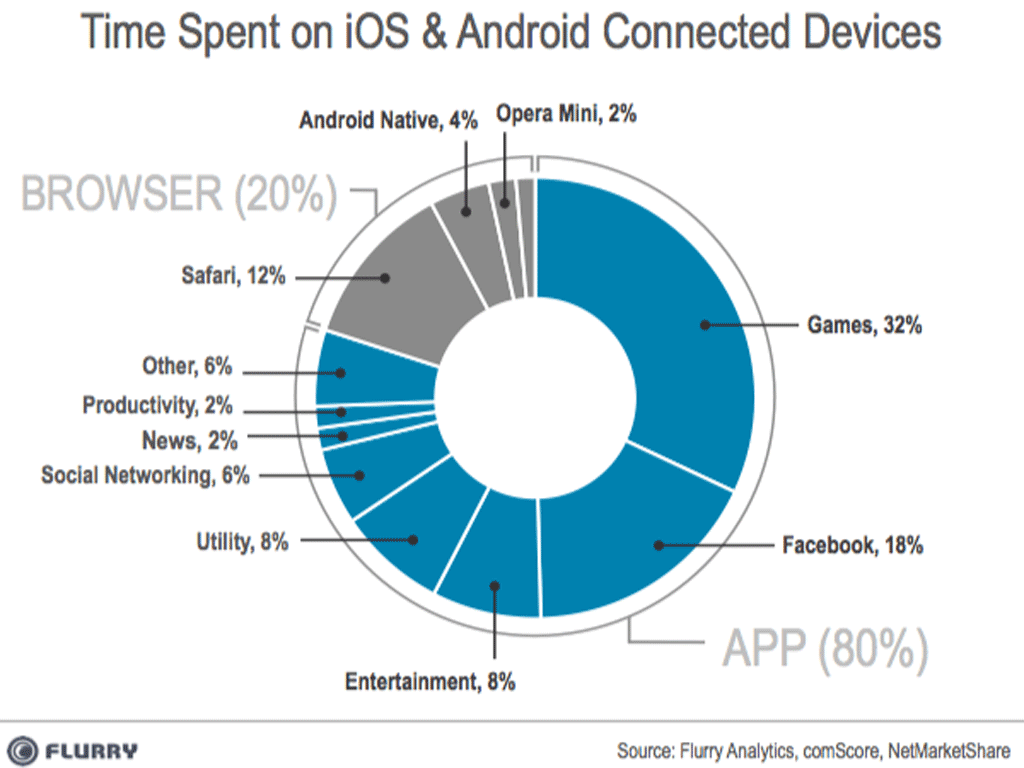 Time Spent on iOS & Android Connected Devices
Android Native, 4%
Opera Mini, 2%
BROWSER (20%)
Safari, 12%
Games, 32%
Other, 6%
Productivity, 2%
News, 2%
Social Networking, 6%
Utility, 8%
Facebook, 18%
APP (80%)
Entertainment, 8%
FLURRY
Source: Flurry Analytics, comScore, NetMarketShare